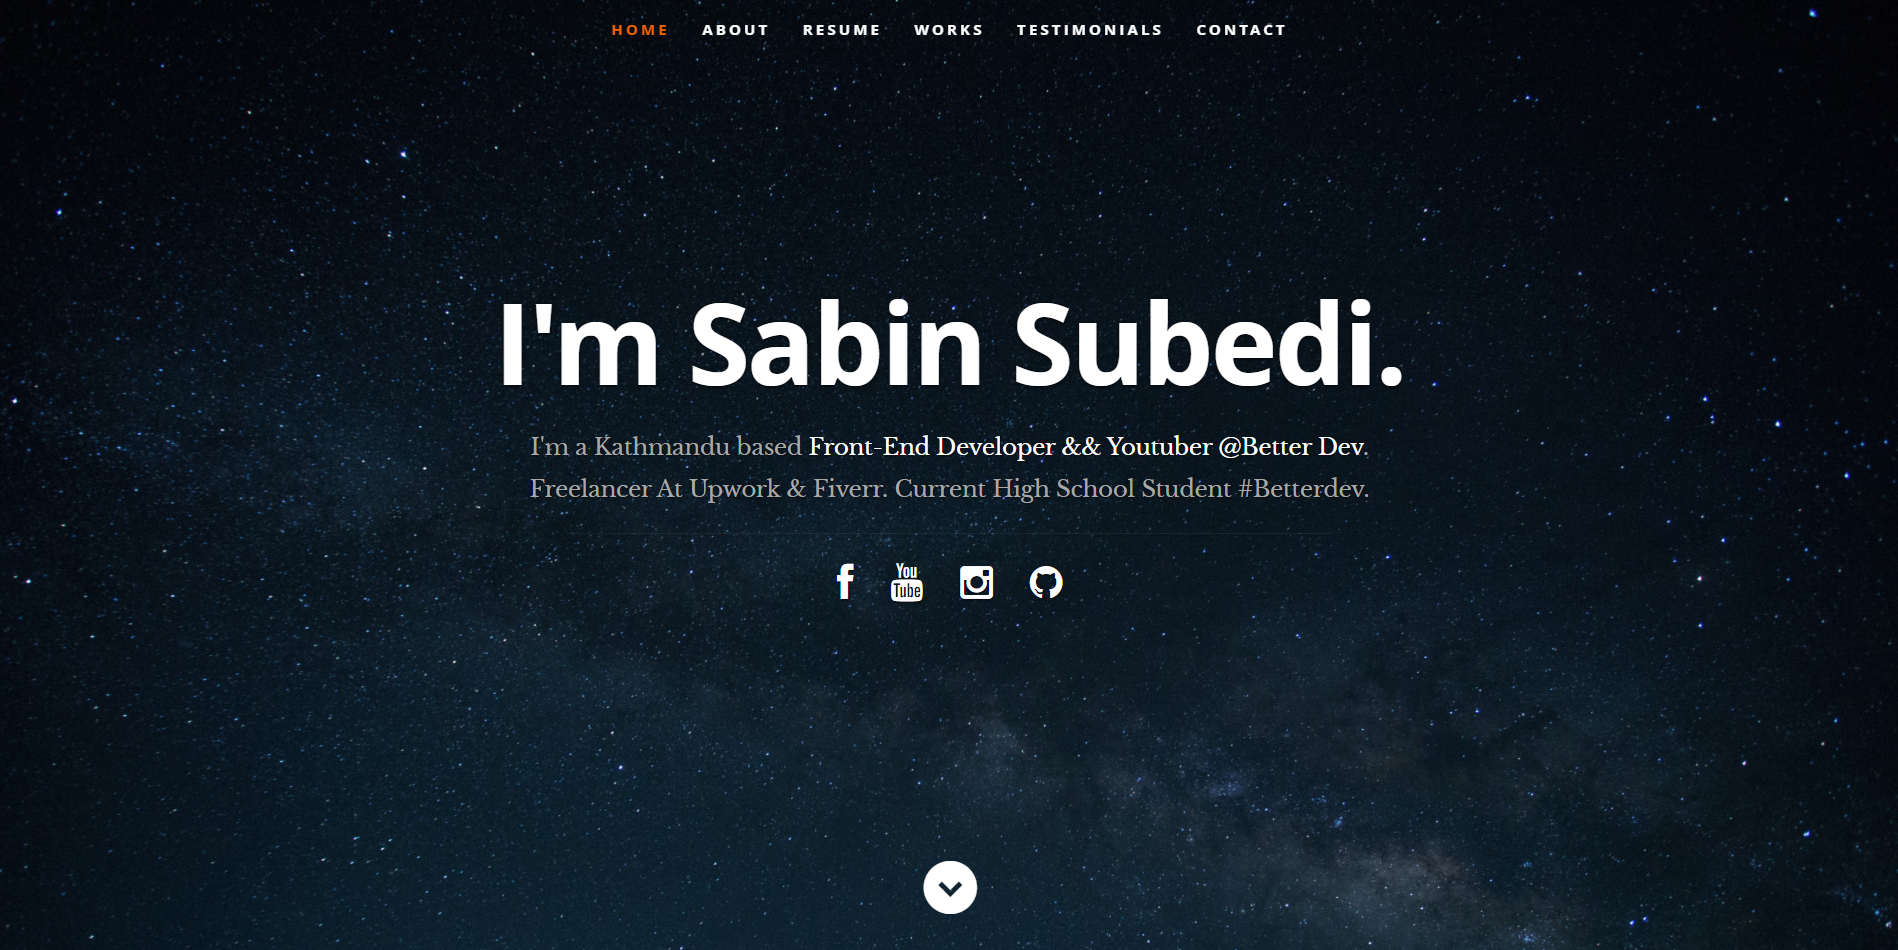 HOME ABOUT RESUME WORKS TESTIMONIALS CONTACT
I'm Sabin Subedi.
I'm a Kathmandu based Front-End Developer && Youtuber @Better Dev.
Freelancer At Upwork & Fiverr. Current High School Student #Betterdev.
You
Tube